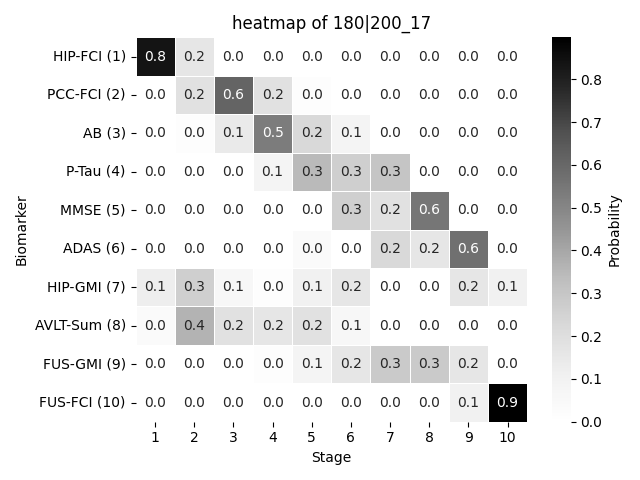 heatmap of 180|200_17
HIP-FCI (1) 0.8 0.2 0.0 0.0 0.0 0.0 0.0 0.0 0.0 0.0
PCC-FCI (2) 0.0 0.2 0.6 0.2 0.0 0.0 0.0 0.0 0.0 0.0
AB (3) 0.0 0.0 0.1 0.5 0.2 0.1 0.0 0.0 0.0 0.0
P-Tau (4) 0.0 0.0 0.0 0.1 0.3 0.3 0.3 0.0 0.0 0.0
MMSE (5) 0.0 0.0 0.0 0.0 0.0 0.3 0.2 0.6 0.0 0.0
ADAS (6) 0.0 0.0 0.0 0.0 0.0 0.0 0.2 0.2 0.6 0.0
HIP-GMI (7) 0.1 0.3 0.1 0.0 0.1 0.2 0.0 0.0 0.2 0.1
AVLT-Sum (8) 0.0 0.4 0.2 0.2 0.2 0.1 0.0 0.0 0.0 0.0
FUS-GMI (9) 0.0 0.0 0.0 0.0 0.1 0.2 0.3 0.3 0.2 0.0
FUS-FCI (10) 0.0 0.0 0.0 0.0 0.0 0.0 0.0 0.0 0.1 0.9
1 2 3 4 5 6 7 8 9 10
Stage
Biomarker
0.8
0.7
0.6
0.5
0.4
0.3
0.2
0.1
0.0
Probability